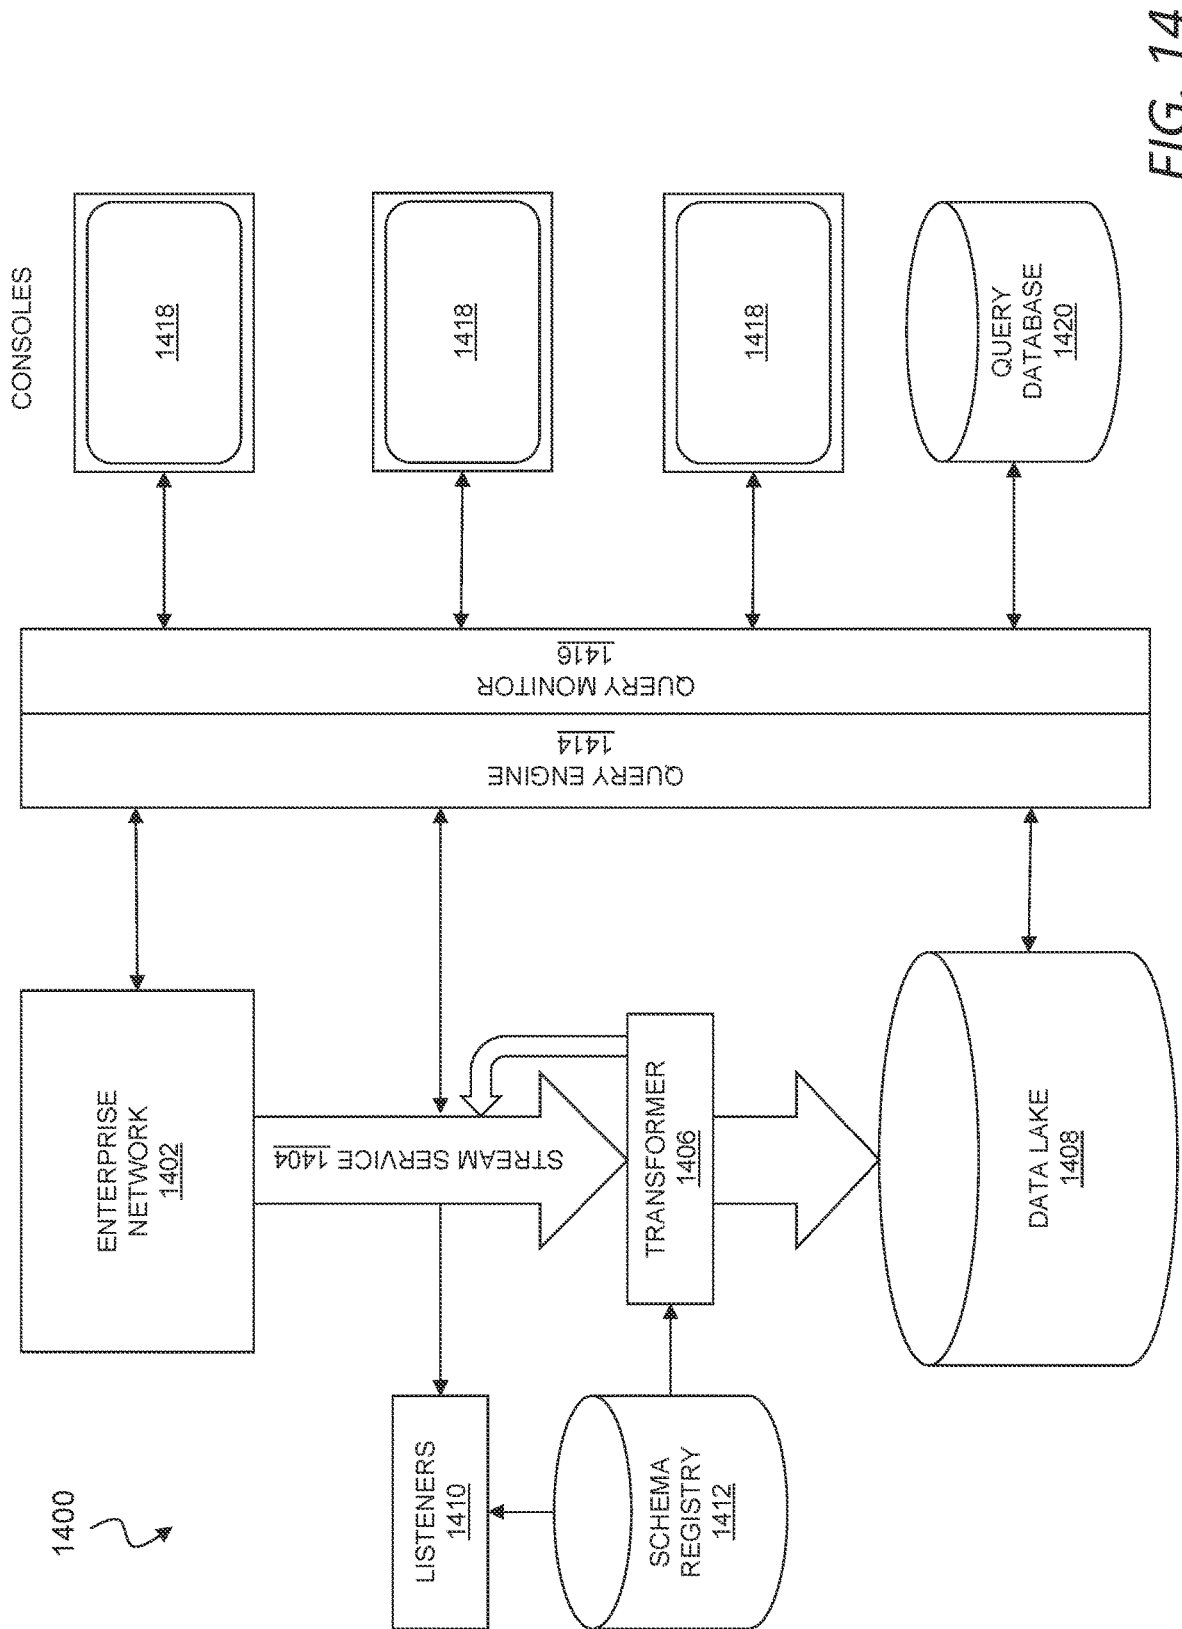 1400
LISTENERS
1410
SCHEMA
REGISTRY
1412
ENTERPRISE
NETWORK
1402
STREAM SERVICE 1404
TRANSFORMER
1406
DATA LAKE
1408
QUERY ENGINE
1414
QUERY MONITOR
1416
CONSOLES
1418
1418
1418
QUERY
DATABASE
1420
FIG. 14